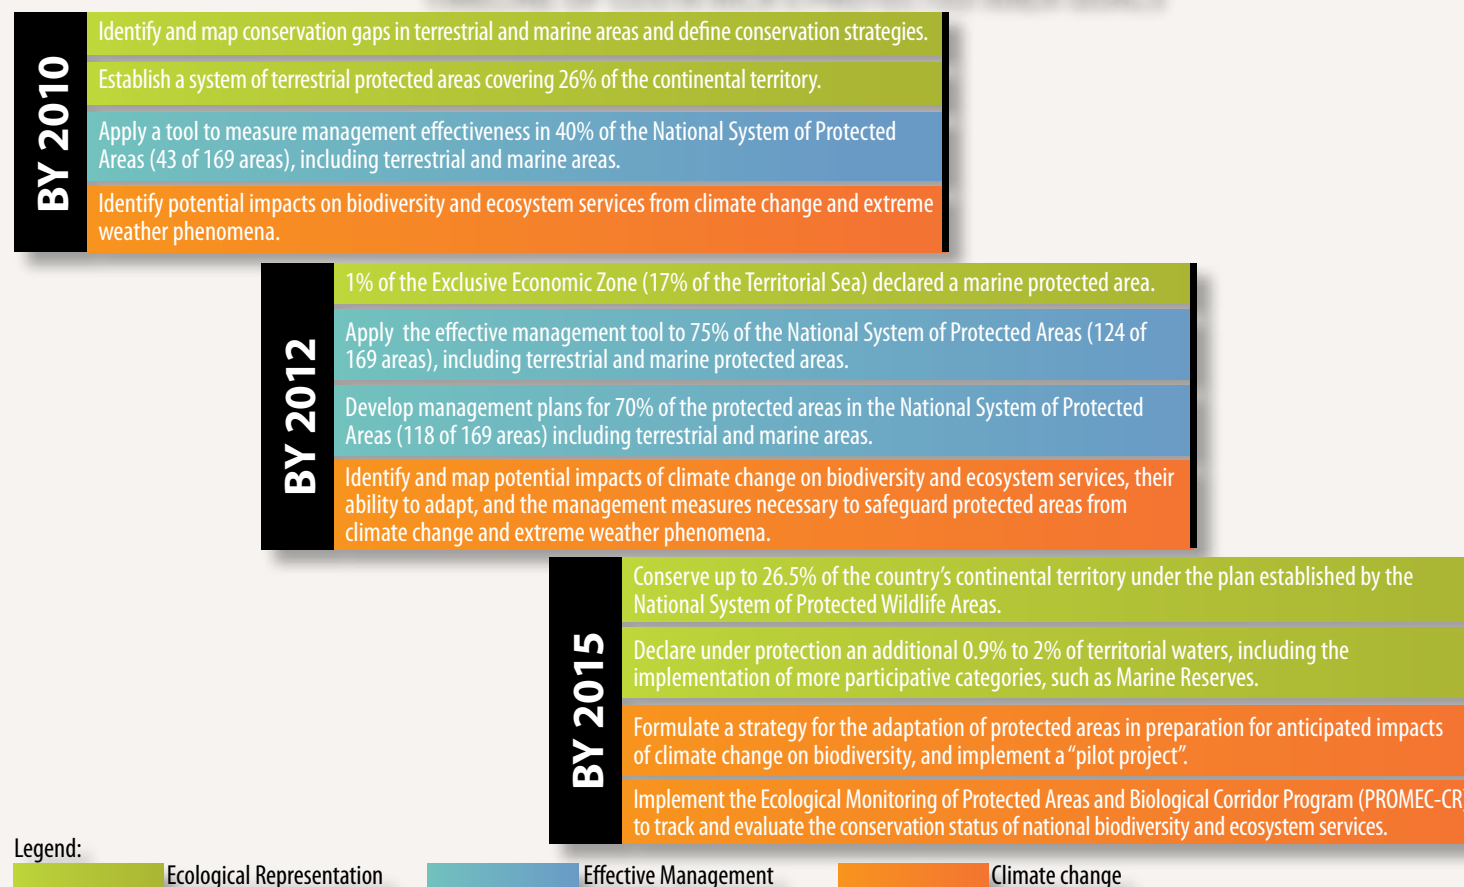 BY 2010
Identify and map conservation gaps in terrestrial and marine areas and define conservation strategies.
Establish a system of terrestrial protected areas covering 26% of the continental territory.
Apply a tool to measure management effectiveness in 40% of the National System of Protected
Areas (43 of 169 areas), including terrestrial and marine areas.
Identify potential impacts on biodiversity and ecosystem services from climate change and extreme
weather phenomena.
BY 2012
1% of the Exclusive Economic Zone (17% of the Territorial Sea) declared a marine protected area.
Apply the effective management tool to 75% of the National System of Protected Areas (124 of
169 areas), including terrestrial and marine protected areas.
Develop management plans for 70% of the protected areas in the National System of Protected
Areas (118 of 169 areas) including terrestrial and marine areas.
Identify and map potential impacts of climate change on biodiversity and ecosystem services, their
ability to adapt, and the management measures necessary to safeguard protected areas from
climate change and extreme weather phenomena.
BY 2015
Conserve up to 26.5% of the country's continental territory under the plan established by the
National System of Protected Wildlife Areas.
Declare under protection an additional 0.9% to 2% of territorial waters, including the
implementation of more participative categories, such as Marine Reserves.
Formulate a strategy for the adaptation of protected areas in preparation for anticipated impacts
of climate change on biodiversity, and implement a "pilot project".
Implement the Ecological Monitoring of Protected Areas and Biological Corridor Program (PROMEC-CR)
to track and evaluate the conservation status of national biodiversity and ecosystem services.
Legend:
Ecological Representation
Effective Management
Climate change